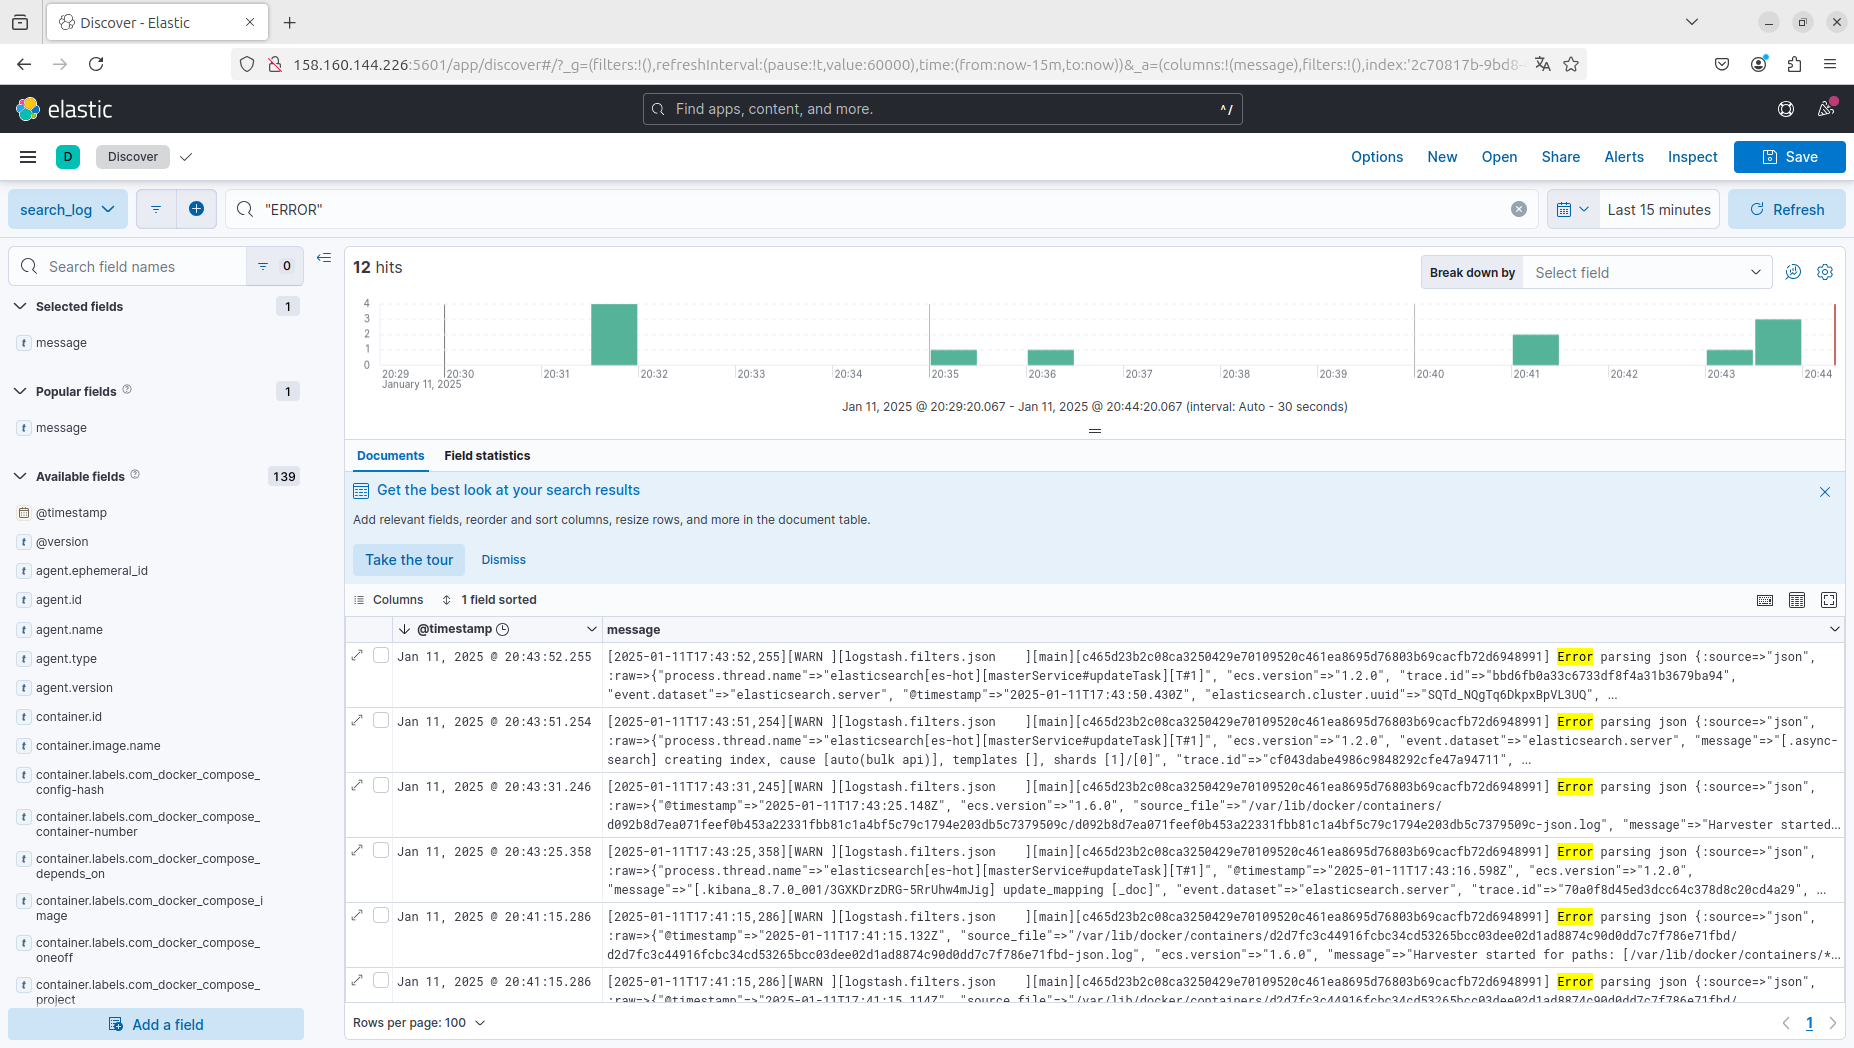 Discover - Elastic
158.160.144.226:5601/app/discover#/?_g=(filters:!(),refreshInterval:(pause:!t,value:60000),time:(from:now-15m,to:now))&_a=(columns:!(message),filters:!(),index:'2c70817b-9bd8-
elastic
Find apps, content, and more.
^/
D
Discover
Options New Open Share Alerts Inspect Save
search_log
"ERROR"
Last 15 minutes
Refresh
Search field names
0
Selected fields
1
message
Popular fields
1
message
Available fields
139
@timestamp
@version
agent.ephemeral_id
agent.id
agent.name
agent.type
agent.version
container.id
container.image.name
container.labels.com_docker_compose_
config-hash
container.labels.com_docker_compose_
container-number
container.labels.com_docker_compose_
depends_on
container.labels.com_docker_compose_i
mage
container.labels.com_docker_compose_
oneoff
container.labels.com_docker_compose_
project
Add a field
12 hits
Break down by Select field
4
3
2
1
0
20:29 20:30 20:31 20:32 20:33 20:34 20:35 20:36 20:37 20:38 20:39 20:40 20:41 20:42 20:43 20:44
January 11, 2025
Jan 11, 2025 @ 20:29:20.067 - Jan 11, 2025 @ 20:44:20.067 (interval: Auto - 30 seconds)
Documents Field statistics
Get the best look at your search results
Add relevant fields, reorder and sort columns, resize rows, and more in the document table.
Take the tour Dismiss
Columns 1 field sorted
@timestamp message
Jan 11, 2025 @ 20:43:52.255 [2025-01-11T17:43:52,255][WARN ][logstash.filters.json    ][main][c465d23b2c08ca3250429e70109520c461ea8695d76803b69cacfb72d6948991] Error parsing json {:source=>"json",
:raw=>{"process.thread.name"=>"elasticsearch[es-hot][masterService#updateTask][T#1]", "ecs.version"=>"1.2.0", "trace.id"=>"bbd6fb0a33c6733df8f4a31b3679ba94",
"event.dataset"=>"elasticsearch.server", "@timestamp"=>"2025-01-11T17:43:50.430Z", "elasticsearch.cluster.uuid"=>"SQTd_NQgTq6DkpxBpVL3UQ", …
Jan 11, 2025 @ 20:43:51.254 [2025-01-11T17:43:51,254][WARN ][logstash.filters.json    ][main][c465d23b2c08ca3250429e70109520c461ea8695d76803b69cacfb72d6948991] Error parsing json {:source=>"json",
:raw=>{"process.thread.name"=>"elasticsearch[es-hot][masterService#updateTask][T#1]", "ecs.version"=>"1.2.0", "event.dataset"=>"elasticsearch.server", "message"=>"[.async-
search] creating index, cause [auto(bulk api)], templates [], shards [1]/[0]", "trace.id"=>"cf043dabe4986c9848292cfe47a94711", …
Jan 11, 2025 @ 20:43:31.246 [2025-01-11T17:43:31,245][WARN ][logstash.filters.json    ][main][c465d23b2c08ca3250429e70109520c461ea8695d76803b69cacfb72d6948991] Error parsing json {:source=>"json",
:raw=>{"@timestamp"=>"2025-01-11T17:43:25.148Z", "ecs.version"=>"1.6.0", "source_file"=>"/var/lib/docker/containers/
d092b8d7ea071feef0b453a22331fbb81c1a4bf5c79c1794e203db5c7379509c/d092b8d7ea071feef0b453a22331fbb81c1a4bf5c79c1794e203db5c7379509c-json.log", "message"=>"Harvester started…
Jan 11, 2025 @ 20:43:25.358 [2025-01-11T17:43:25,358][WARN ][logstash.filters.json    ][main][c465d23b2c08ca3250429e70109520c461ea8695d76803b69cacfb72d6948991] Error parsing json {:source=>"json",
:raw=>{"process.thread.name"=>"elasticsearch[es-hot][masterService#updateTask][T#1]", "@timestamp"=>"2025-01-11T17:43:16.598Z", "ecs.version"=>"1.2.0",
"message"=>"[.kibana_8.7.0_001/3GXKDrzDRG-5RrUhw4mJig] update_mapping [_doc]", "event.dataset"=>"elasticsearch.server", "trace.id"=>"70a0f8d45ed3dcc64c378d8c20cd4a29", …
Jan 11, 2025 @ 20:41:15.286 [2025-01-11T17:41:15,286][WARN ][logstash.filters.json    ][main][c465d23b2c08ca3250429e70109520c461ea8695d76803b69cacfb72d6948991] Error parsing json {:source=>"json",
:raw=>{"@timestamp"=>"2025-01-11T17:41:15.132Z", "source_file"=>"/var/lib/docker/containers/d2d7fc3c44916fcbc34cd53265bcc03dee02d1ad8874c90d0dd7c7f786e71fbd/
d2d7fc3c44916fcbc34cd53265bcc03dee02d1ad8874c90d0dd7c7f786e71fbd-json.log", "ecs.version"=>"1.6.0", "message"=>"Harvester started for paths: [/var/lib/docker/containers/*…
Jan 11, 2025 @ 20:41:15.286 [2025-01-11T17:41:15,286][WARN ][logstash.filters.json    ][main][c465d23b2c08ca3250429e70109520c461ea8695d76803b69cacfb72d6948991] Error parsing json {:source=>"json",
:raw=>{"@timestamp"=>"2025-01-11T17:41:15.114Z", "source_file"=>"/var/lib/docker/containers/d2d7fc3c44916fcbc34cd53265bcc03dee02d1ad8874c90d0dd7c7f786e71fbd/
Rows per page: 100
1